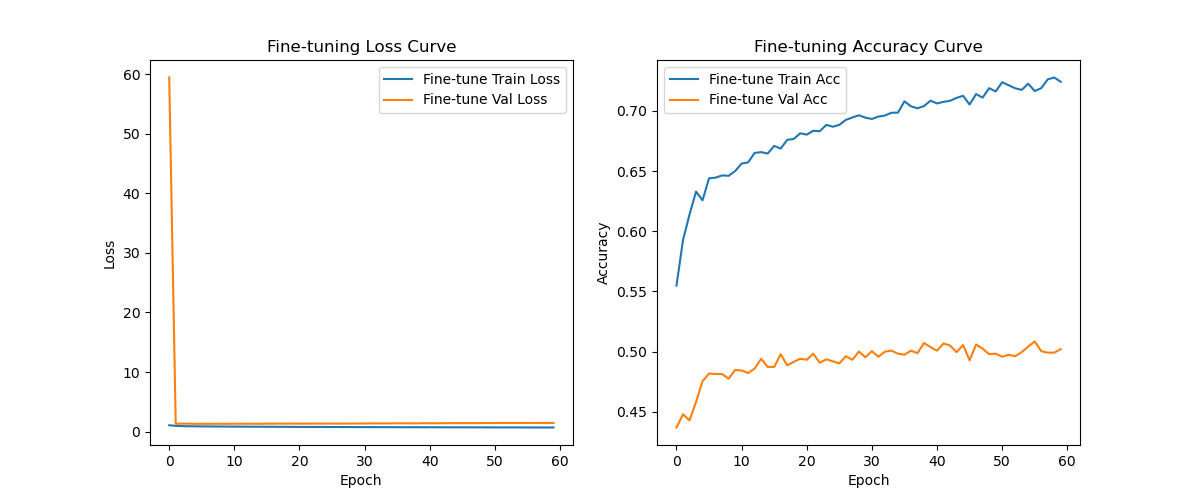 Fine-tuning Loss Curve
Fine-tune Train Loss
Fine-tune Val Loss
60
50
40
30
20
10
0
Loss
0 10 20 30 40 50 60
Epoch
Fine-tuning Accuracy Curve
Fine-tune Train Acc
Fine-tune Val Acc
0.70
0.65
0.60
0.55
0.50
0.45
Accuracy
0 10 20 30 40 50 60
Epoch